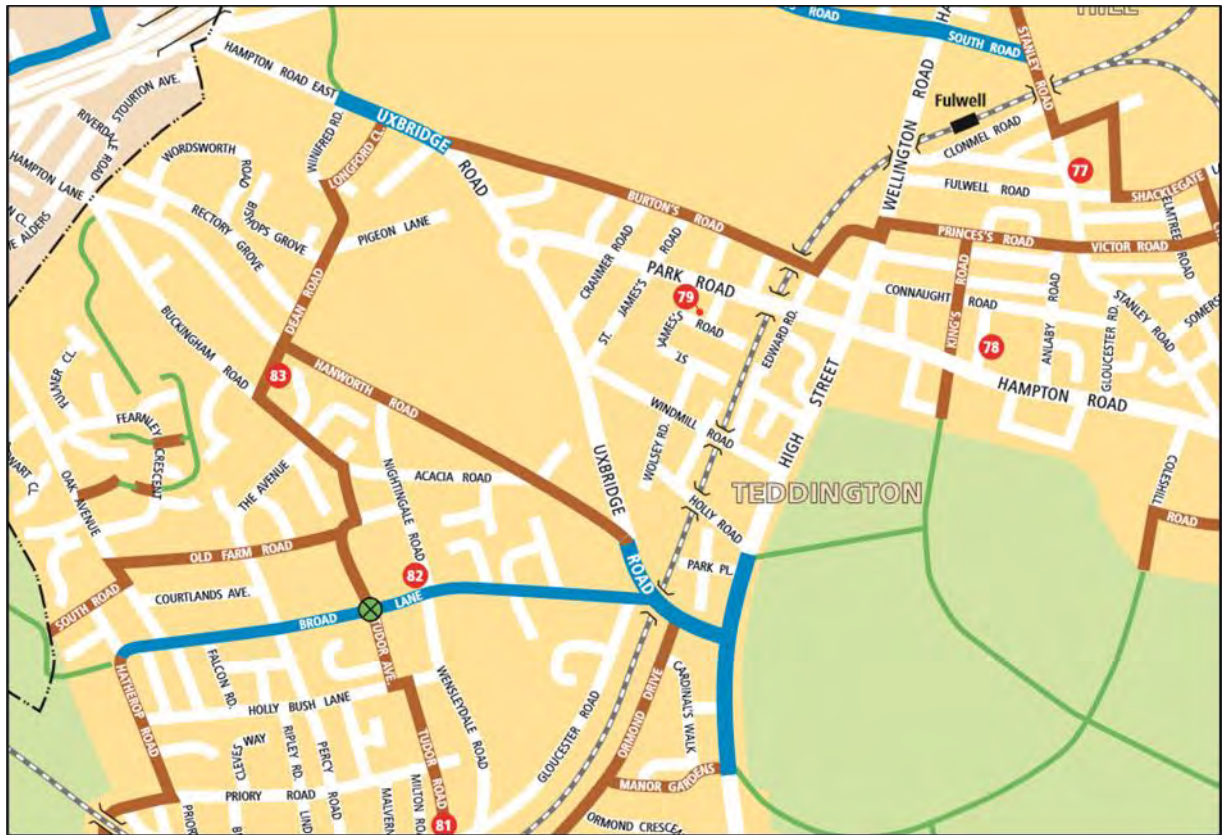 HILL
ROAD
SOUTH ROAD
STANLEY ROAD
HAMPTON ROAD EAST
STOURTON AVE.
RIVERDALE ROAD
HAMPTON LANE
UXBRIDGE
ROAD
WINIFRED RD.
LONGFORD CL.
WORDSWORTH
ROAD
BISHOPS GROVE
RECTORY GROVE
PIGEON LANE
WELLINGTON ROAD
Fulwell
CLONMEL ROAD
FULWELL ROAD
77
SHACKLEGATE
ELMTREE ROAD
BURTON'S ROAD
PRINCES'S ROAD
VICTOR ROAD
CRANMER ROAD
ST. JAMES'S ROAD
PARK ROAD
79
ST. JAMES'S ROAD
EDWARD RD.
CONNAUGHT ROAD
KING'S ROAD
78
ANLABY ROAD
GLOUCESTER RD.
STANLEY ROAD
SOMERS
HAMPTON ROAD
DEAN ROAD
BUCKINGHAM ROAD
83
HANWORTH ROAD
FULMER CL.
FEARNLEY
CRESCENT
OAK AVENUE
THE AVENUE
NIGHTINGALE ROAD
ACACIA ROAD
WINDMILL ROAD
WOLSEY RD.
UXBRIDGE
ROAD
HIGH STREET
TEDDINGTON
HOLLY ROAD
PARK PL.
COLESHILL
ROAD
OLD FARM ROAD
SOUTH ROAD
COURTLANDS AVE.
82
BROAD LANE
TUDOR AVE.
HATHEROP ROAD
FALCON RD.
HOLLY BUSH LANE
WENSLEYDALE ROAD
GLOUCESTER ROAD
ORMOND DRIVE
CARDINAL'S WALK
MANOR GARDENS
CLEVES WAY
RIPLEY RD.
PERCY ROAD
TUDOR ROAD
PRIORY ROAD
MILTON RO
MALVERN
81
PRIOR
LIND
ORMOND CRESCE